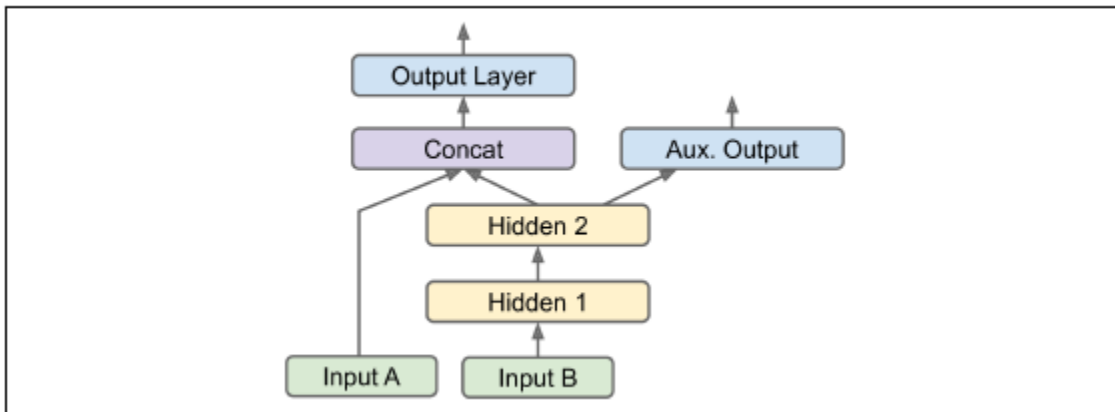 Output Layer
Concat
Aux. Output
Hidden 2
Hidden 1
Input A
Input B